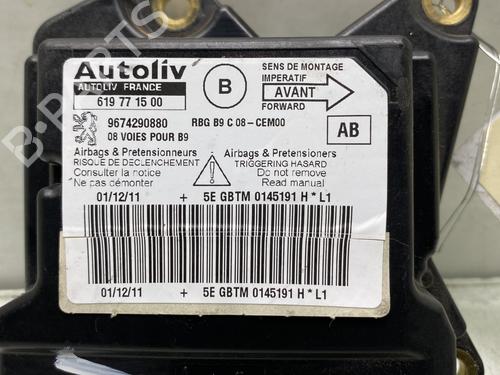 Autoliv
AUTOLIV FRANCE
619 77 15 00
B
SENS DE MONTAGE
IMPERATIF
AVANT
FORWARD
9674290880
08 VOIES POUR B9
RBG B9 C 08-CEM00
AB
Airbags & Pretensionneurs
RISQUE DE DECLENCHEMENT
Consulter la notice
Ne pas démonter
Airbags & Pretensioners
TRIGGERING HAZARD
Do not remove
Read manual
01/12/11 + 5E GBTM 0145191 H * L1
01/12/11 + 5E GBTM 0145191 H * L1
B-PARTS